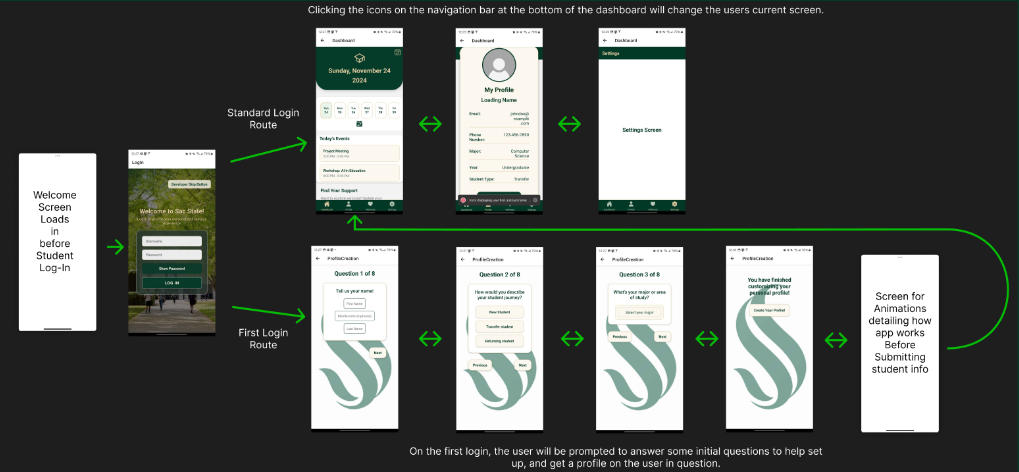 Clicking the icons on the navigation bar at the bottom of the dashboard will change the users current screen.
Welcome
Screen
Loads
in
before
Student
Log-In
Login
Developer Skip Button
Welcome to Sac State!
Username
Password
Show Password
LOG IN
Standard Login
Route
First Login
Route
Dashboard
Sunday, November 24
2024
Today's Events
Project Meeting
Workshop
Find Your Support
Dashboard
My Profile
Loading Name
Email:
Phone
Number:
Major:
Computer
Science
Year:
Undergraduate
Student Type:
Transfer
Dashboard
Settings
Settings Screen
ProfileCreation
Question 1 of 8
Tell us your name!
First Name
Last Name
Next
ProfileCreation
Question 2 of 8
How would you describe
your student journey?
New Student
Transfer student
Returning student
Previous
Next
ProfileCreation
Question 3 of 8
What's your major or area
of study?
Select your major
Previous
Next
ProfileCreation
You have finished
customizing your
personal profile!
Create Your Profile!
Screen for
Animations
detailing how
app works
Before
Submitting
student info
On the first login, the user will be prompted to answer some initial questions to help set
up, and get a profile on the user in question.